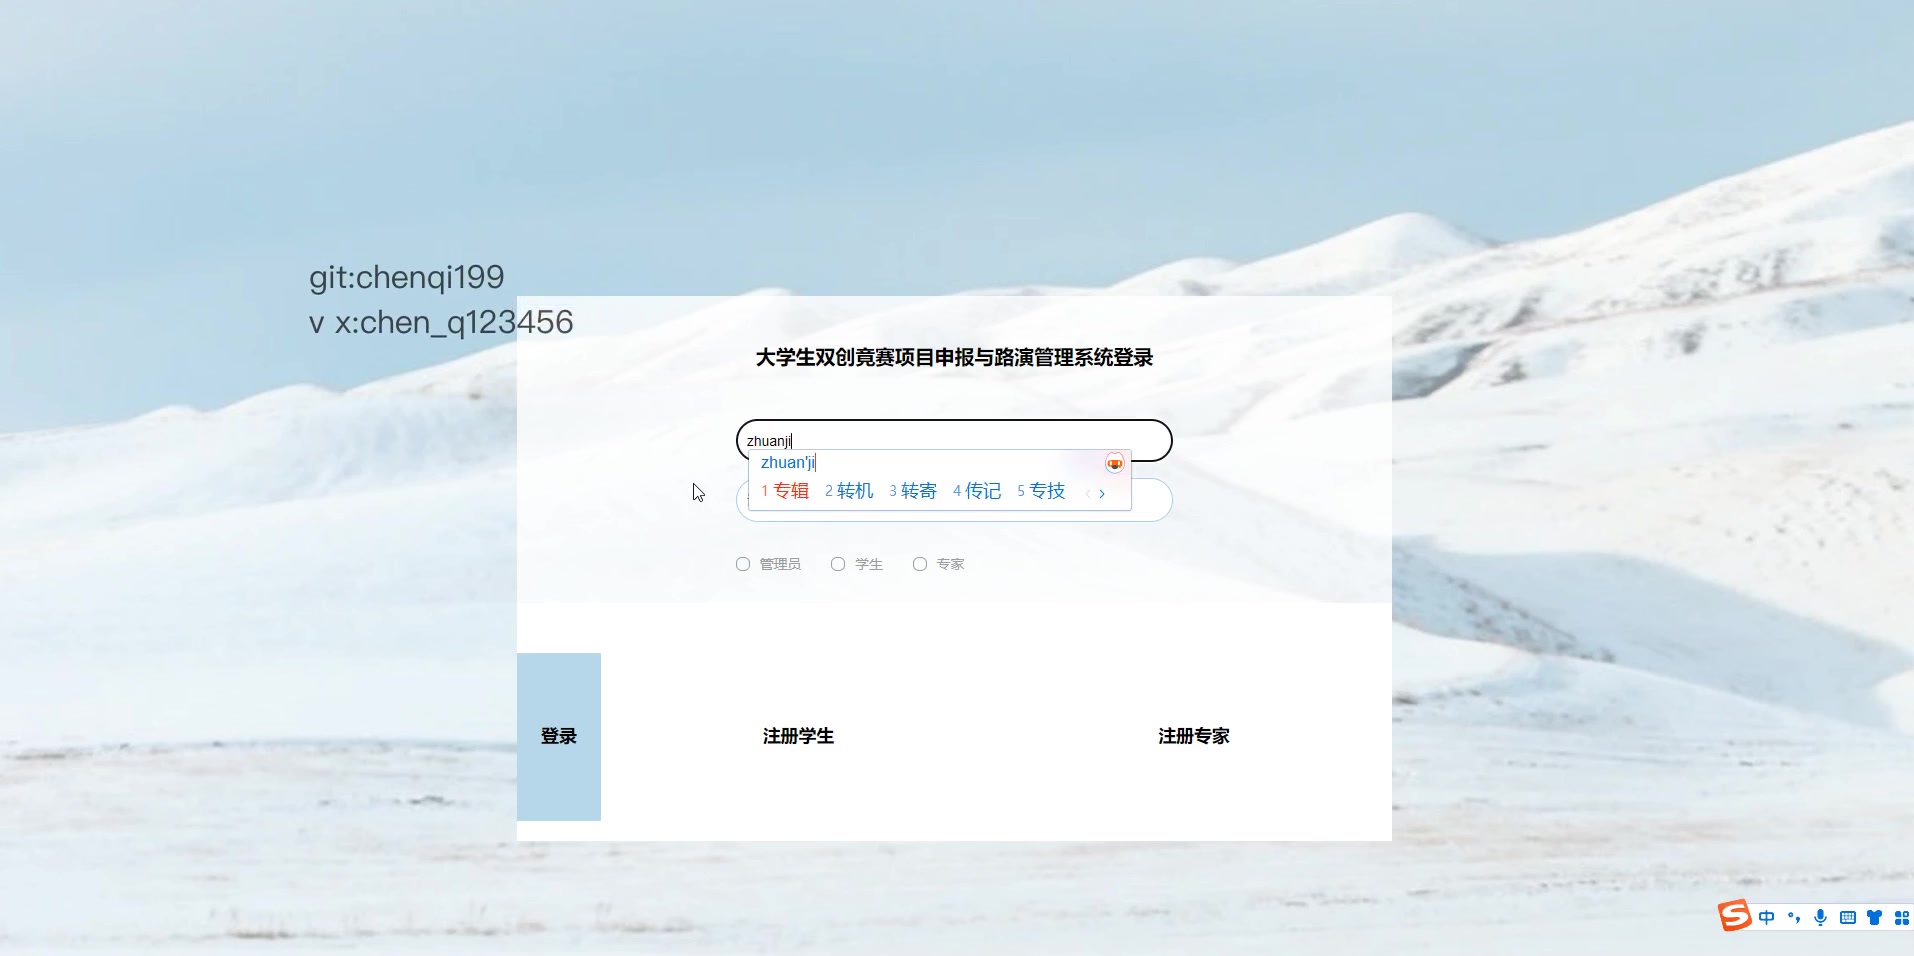 git:chenqi199
v x:chen_q123456
大学生双创竟赛项目申报与路演管理系统登录
zhuanji
zhuan'ji
1 专辑 2 转机 3 转寄 4 传记 5 专技
管理员 学生 专家
登录 注册学生 注册专家
中